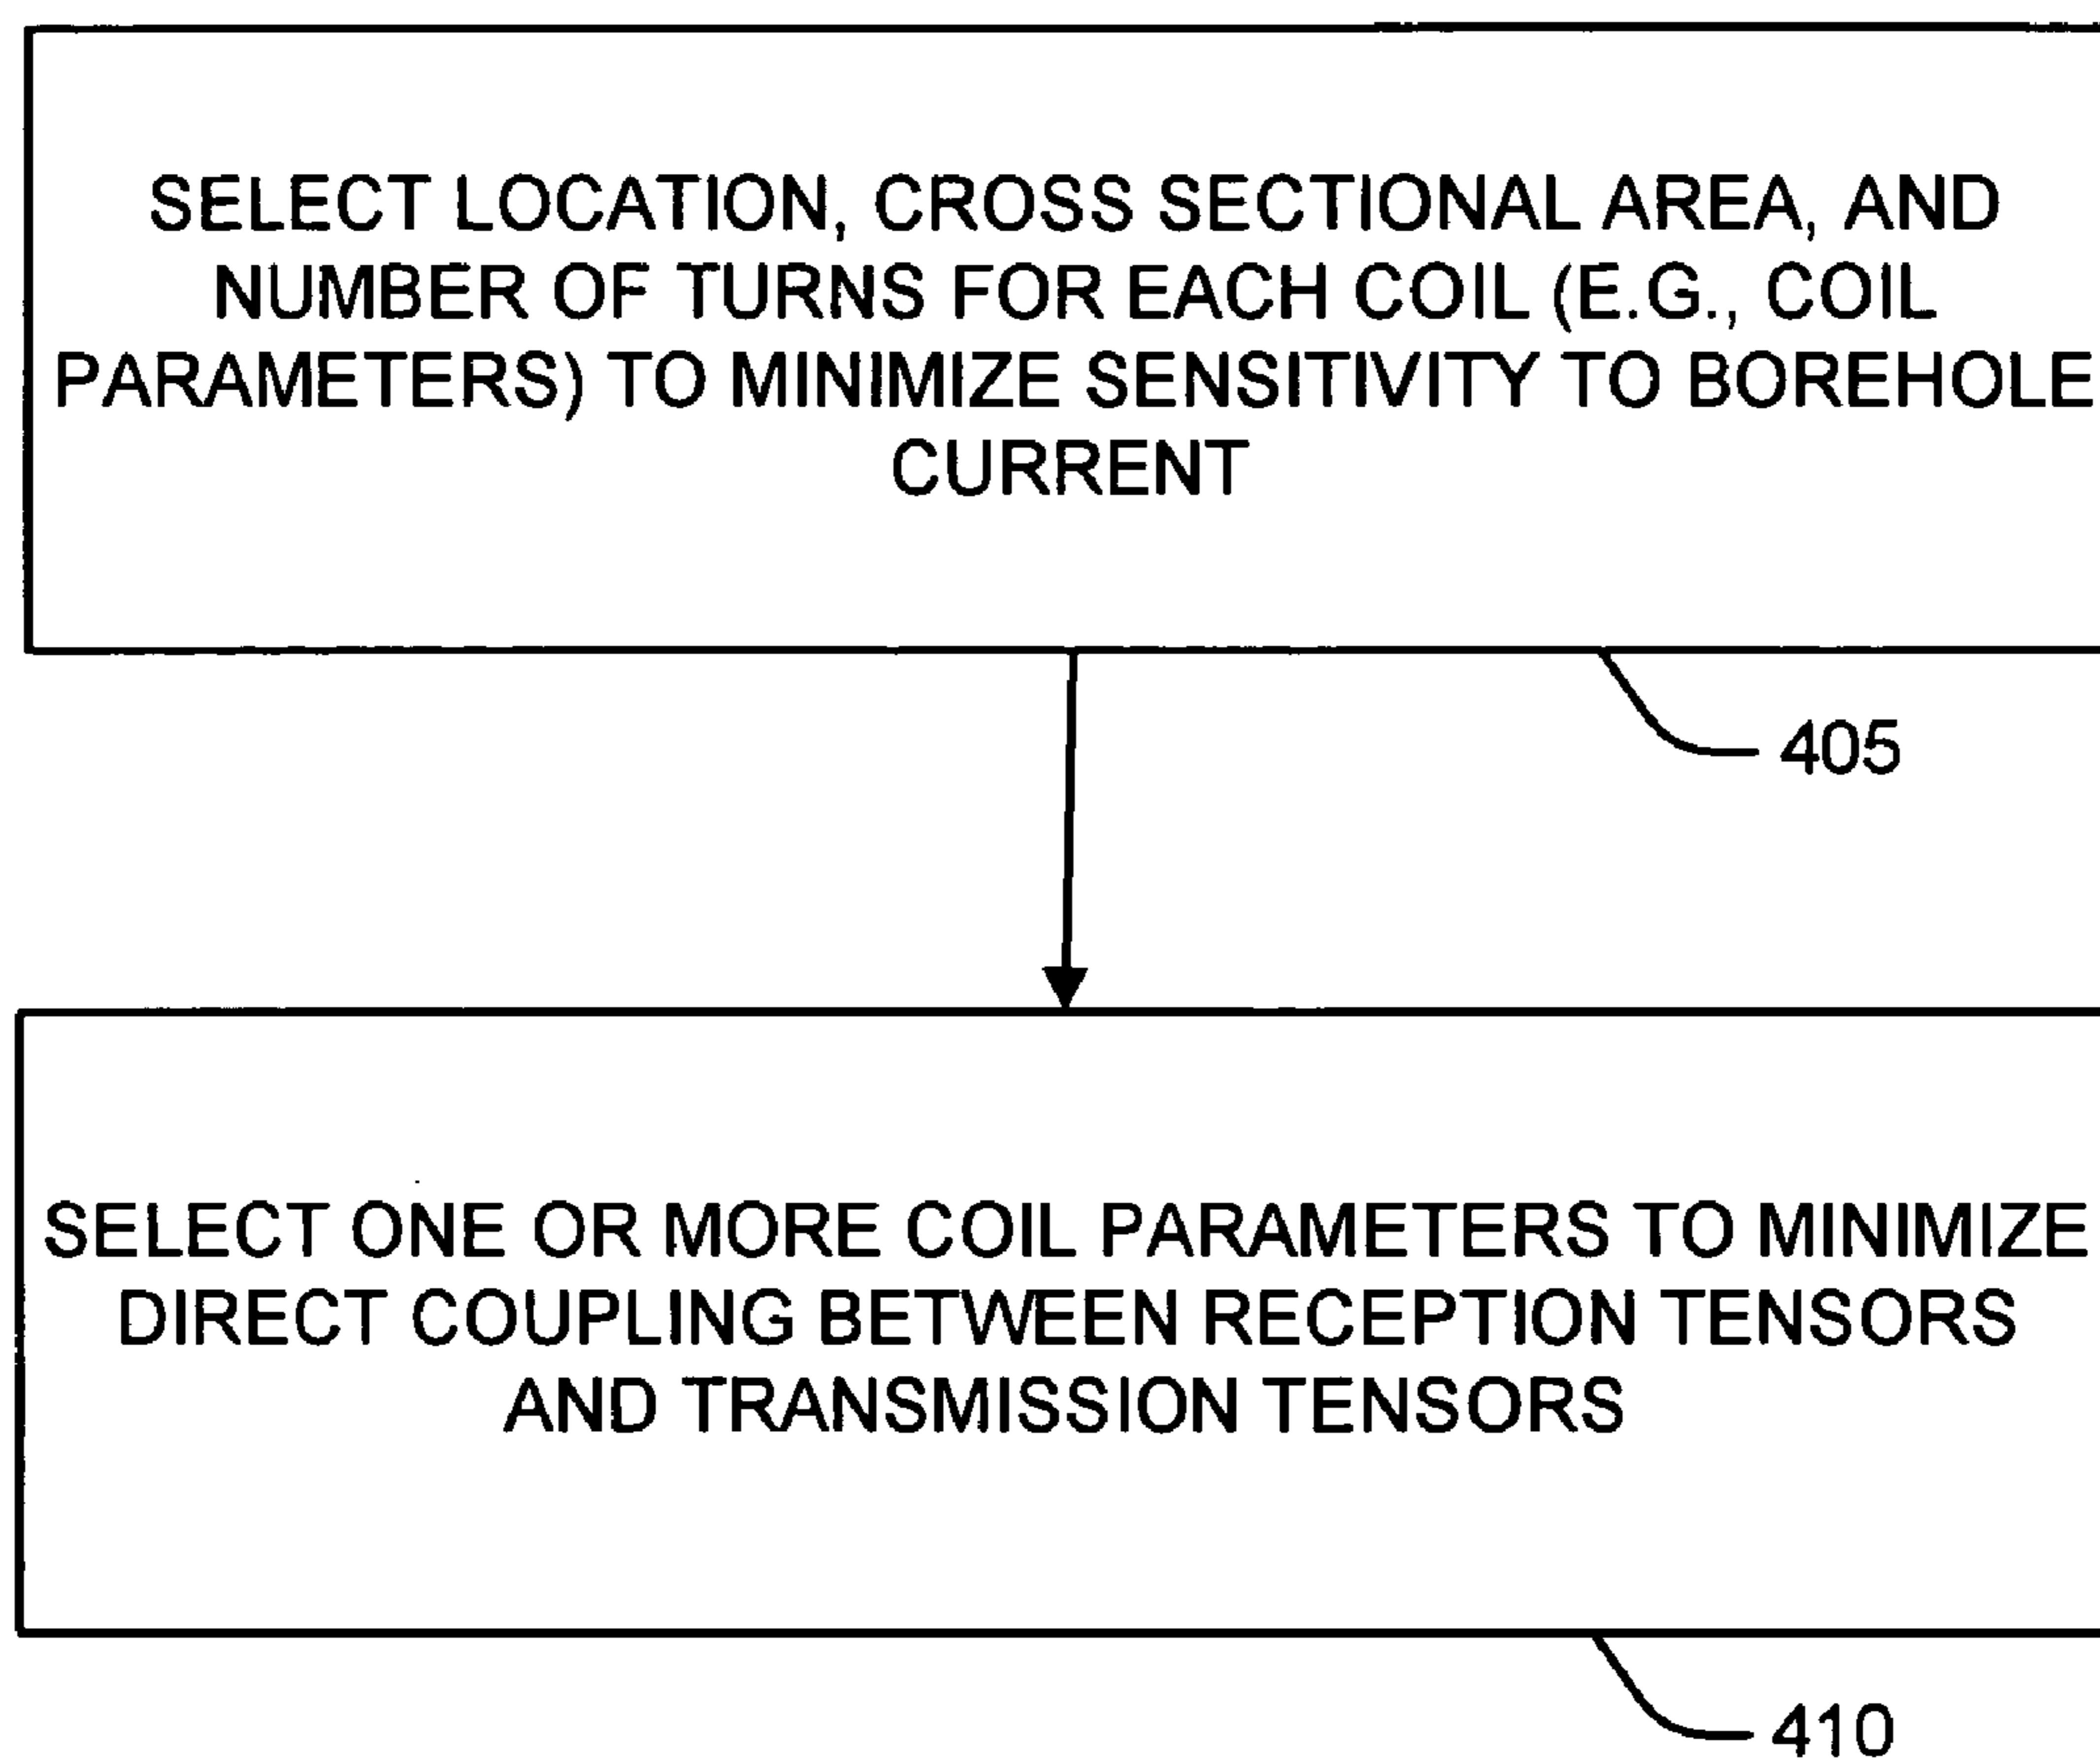 SELECT LOCATION, CROSS SECTIONAL AREA, AND
NUMBER OF TURNS FOR EACH COIL (E.G., COIL
PARAMETERS) TO MINIMIZE SENSITIVITY TO BOREHOLE
CURRENT
405
SELECT ONE OR MORE COIL PARAMETERS TO MINIMIZE
DIRECT COUPLING BETWEEN RECEPTION TENSORS
AND TRANSMISSION TENSORS
410